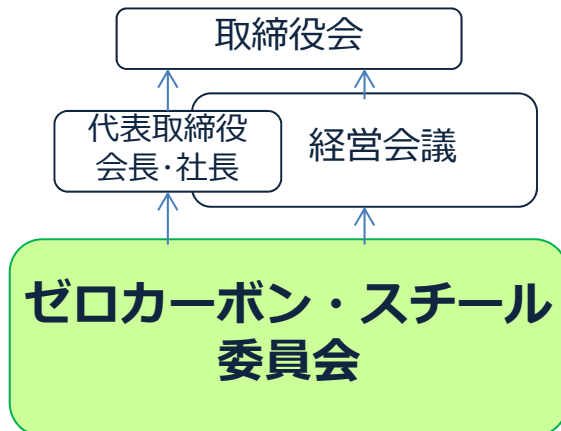 取締役会
代表取締役
会長･社長
経営会議
ゼロカーボン・スチール
委員会